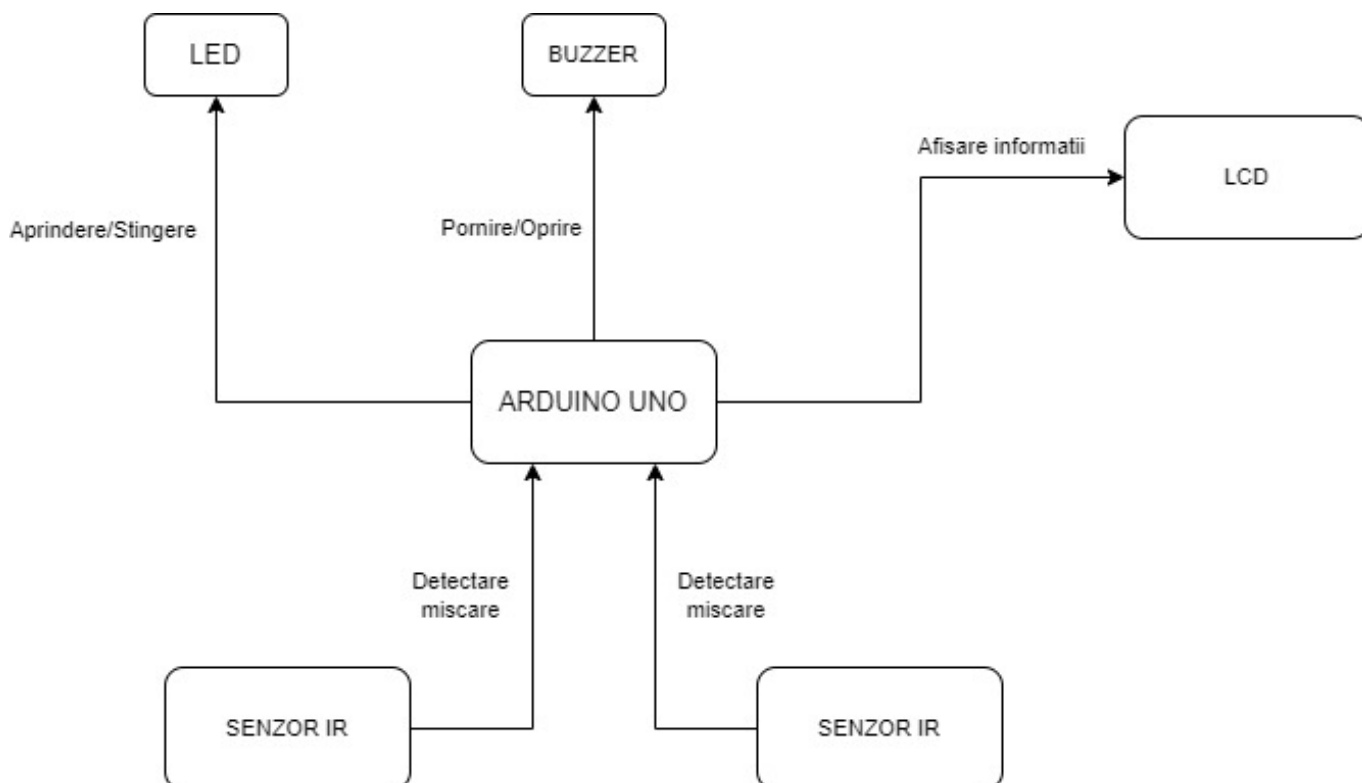 LED
BUZZER
Afisare informatii
LCD
Aprindere/Stingere
Pornire/Oprire
ARDUINO UNO
Detectare
miscare
Detectare
miscare
SENZOR IR
SENZOR IR